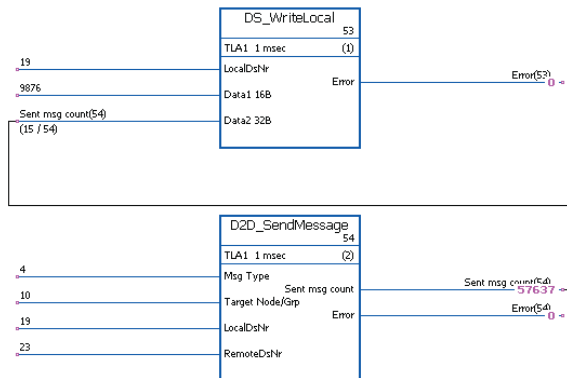 DS_WriteLocal
53
TLA1 1 msec (1)
19
LocalDsNr
Error
Error(53)
0
9876
Data1 16B
Sent msg count(54)
Data2 32B
(15 / 54)
D2D_SendMessage
54
TLA1 1 msec (2)
4
Msg Type
Sent msg count
Sent msg count(54)
57637
10
Target Node/Grp
Error
Error(54)
0
19
LocalDsNr
23
RemoteDsNr